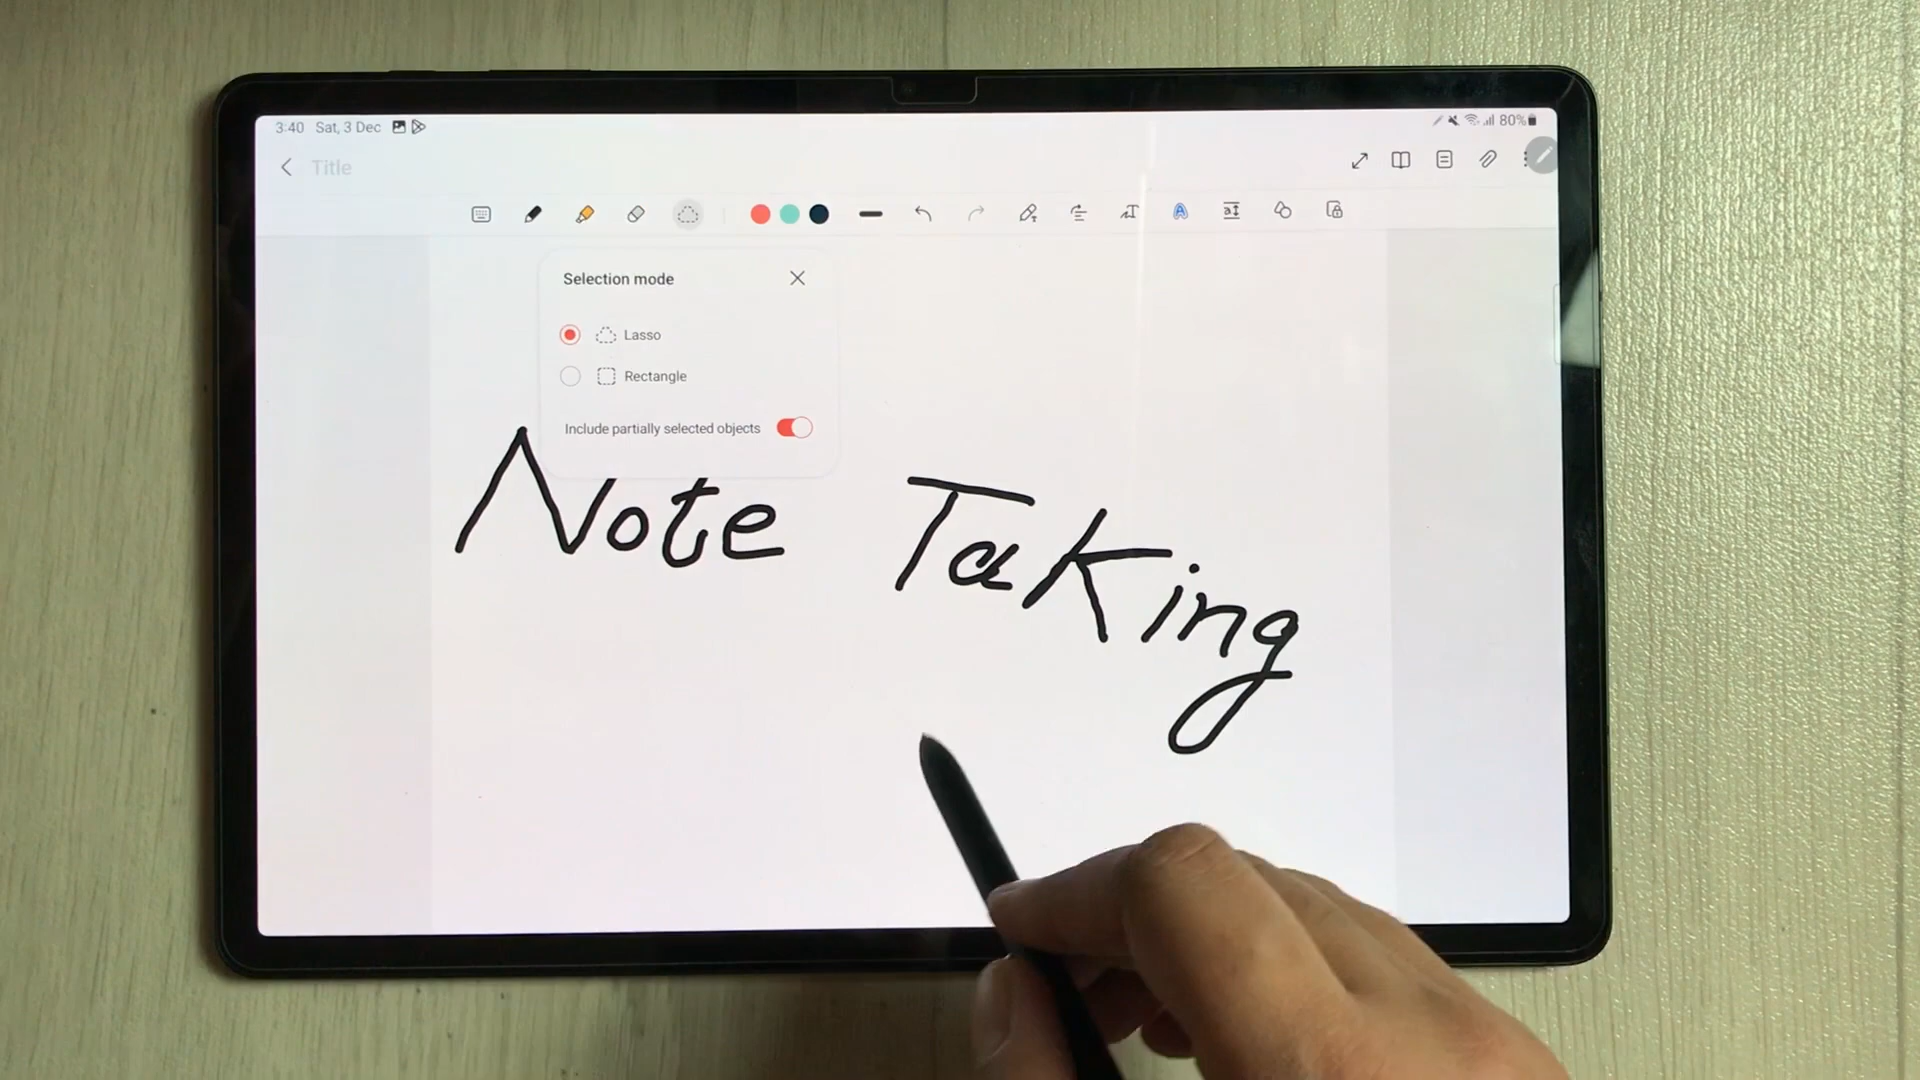 3:40 Sat, 3 Dec 80%
Title
Selection mode
Lasso
Rectangle
Include partially selected objects
Note Taking